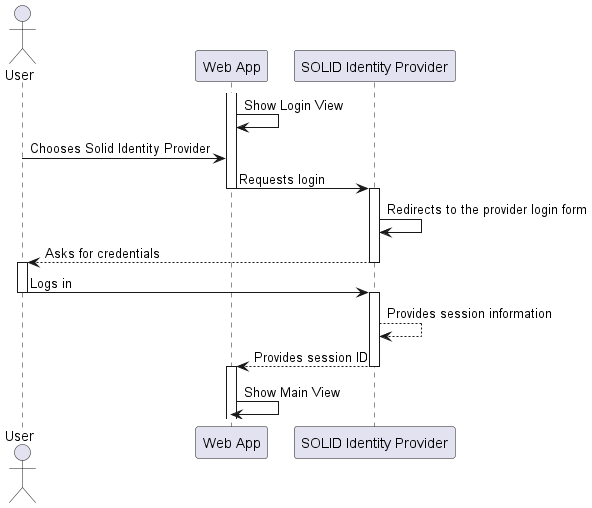 User
Web App
SOLID Identity Provider
Show Login View
Chooses Solid Identity Provider
Requests login
Redirects to the provider login form
Asks for credentials
Logs in
Provides session information
Provides session ID
Show Main View
User
Web App
SOLID Identity Provider